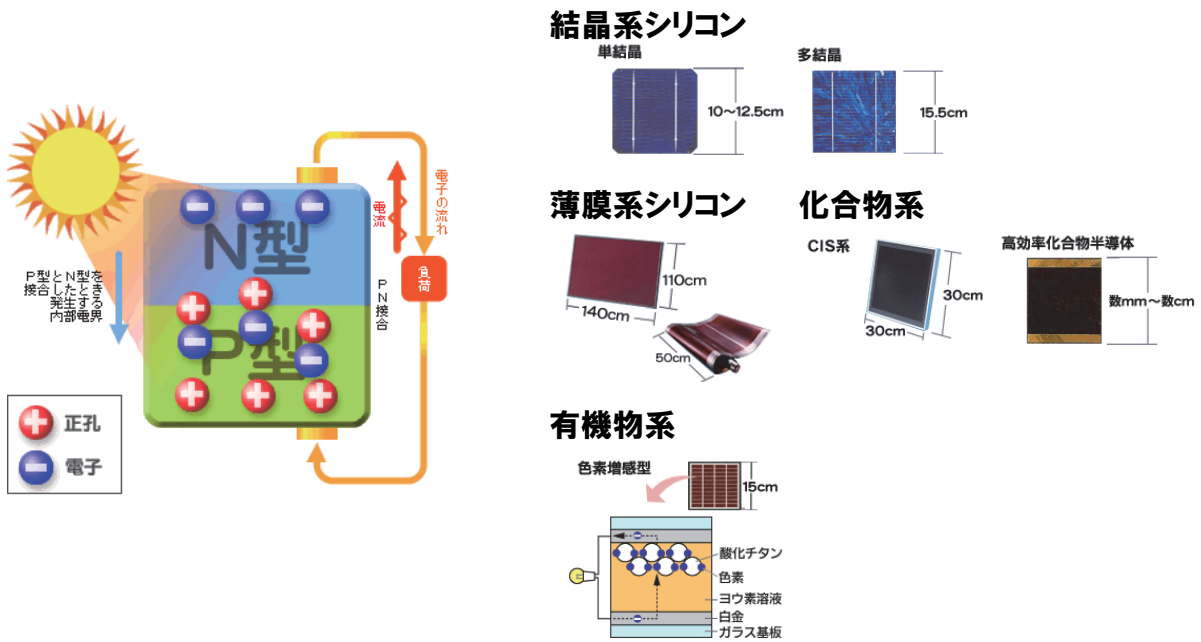 N型
P型
電流
電子の流れ
負荷
PN接合
P型とN型を
接合したとき
に発生する
内部電界
正孔
電子
結晶系シリコン
単結晶
10～12.5cm
多結晶
15.5cm
薄膜系シリコン
110cm
140cm
50cm
化合物系
CIS系
30cm
30cm
高効率化合物半導体
数mm～数cm
有機物系
色素増感型
15cm
酸化チタン
色素
ヨウ素溶液
白金
ガラス基板